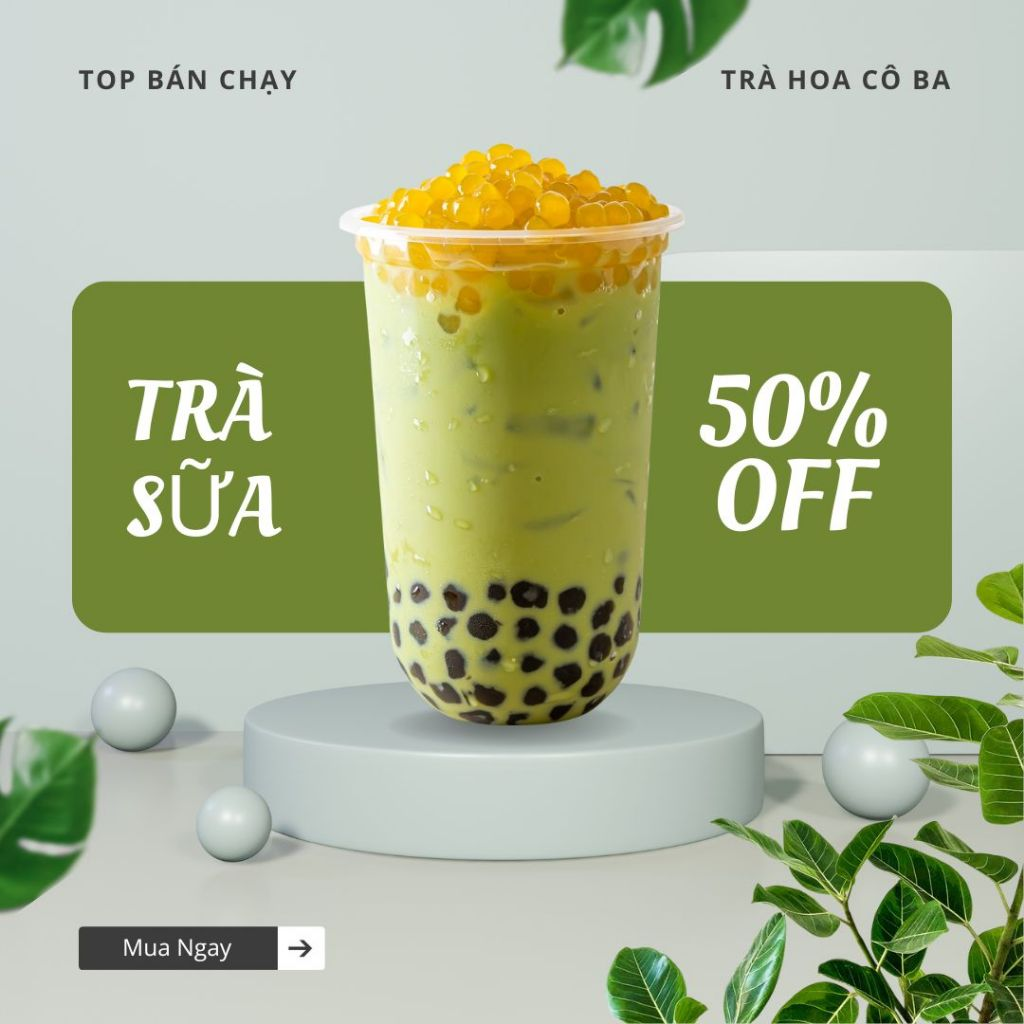 TOP BÁN CHẠY
TRÀ HOA CÔ BA
TRÀ
SỮA
50%
OFF
Mua Ngay